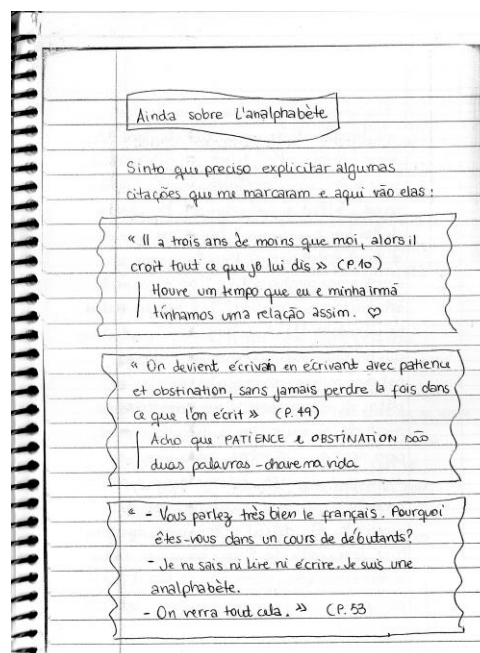 Ainda sobre L'analphabète
Sinto que preciso explicitar algumas
citações que me marcaram e aqui vão elas:
« Il a trois ans de moins que moi, alors il
croit tout ce que je lui dis » (P.10)
Houve um tempo que eu e minha irmã
tínhamos uma relação assim. ♡
« On devient écrivain en écrivant avec patience
et obstination, sans jamais perdre la fois dans
ce que l'on écrit » (P. 49)
Acho que PATIENCE e OBSTINATION são
duas palavras-chave na vida
« - Vous parlez très bien le français. Pourquoi
êtes-vous dans un cours de débutants?
- Je ne sais ni lire ni écrire. Je suis une
analphabète.
- On verra tout cela. » (P. 53